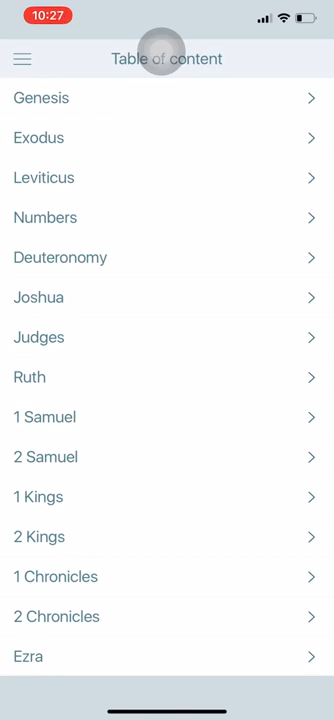 10:27
Table of content
Genesis
Exodus
Leviticus
Numbers
Deuteronomy
Joshua
Judges
Ruth
1 Samuel
2 Samuel
1 Kings
2 Kings
1 Chronicles
2 Chronicles
Ezra